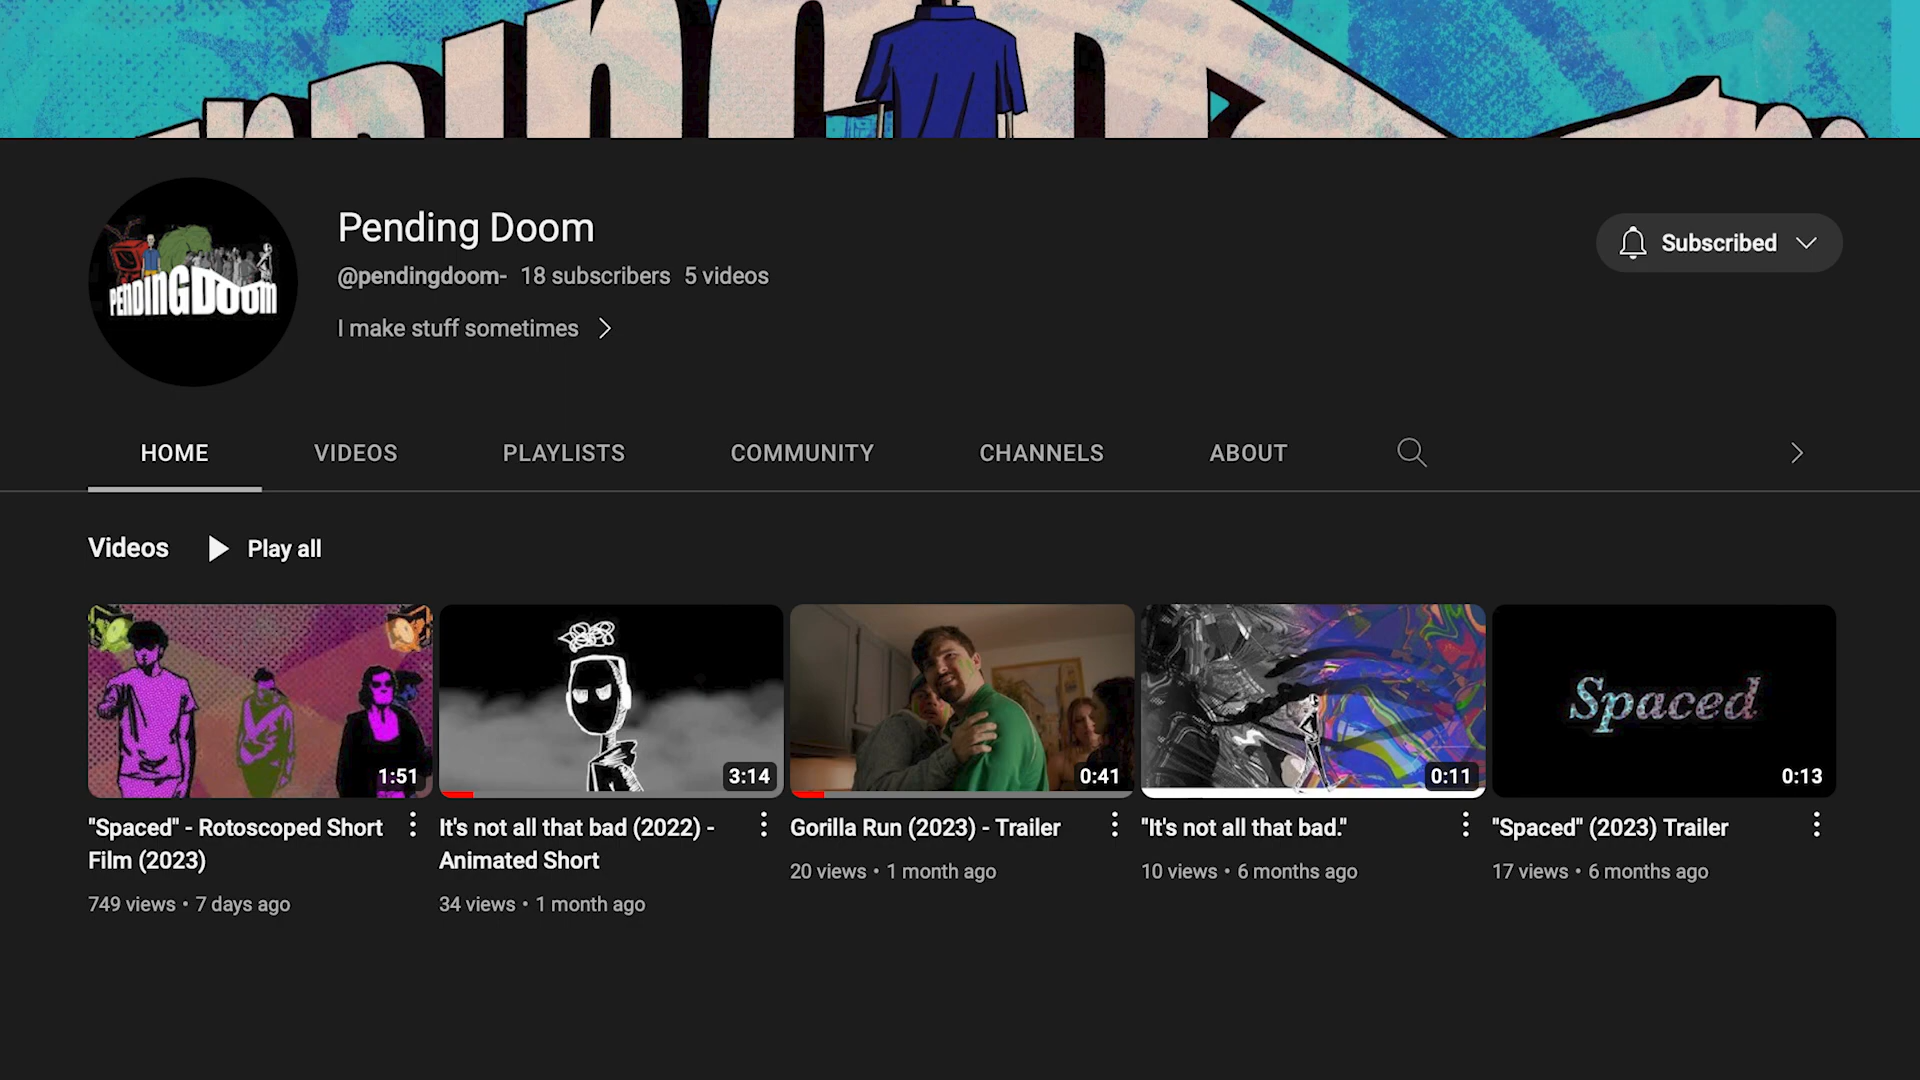 PENDING DOOM
Pending Doom
@pendingdoom- 18 subscribers 5 videos
I make stuff sometimes
Subscribed
HOME VIDEOS PLAYLISTS COMMUNITY CHANNELS ABOUT
Videos Play all
Spaced
1:51 3:14 0:41 0:11 0:13
"Spaced" - Rotoscoped Short
Film (2023)
749 views • 7 days ago
It's not all that bad (2022) -
Animated Short
34 views • 1 month ago
Gorilla Run (2023) - Trailer
20 views • 1 month ago
"It's not all that bad."
10 views • 6 months ago
"Spaced" (2023) Trailer
17 views • 6 months ago